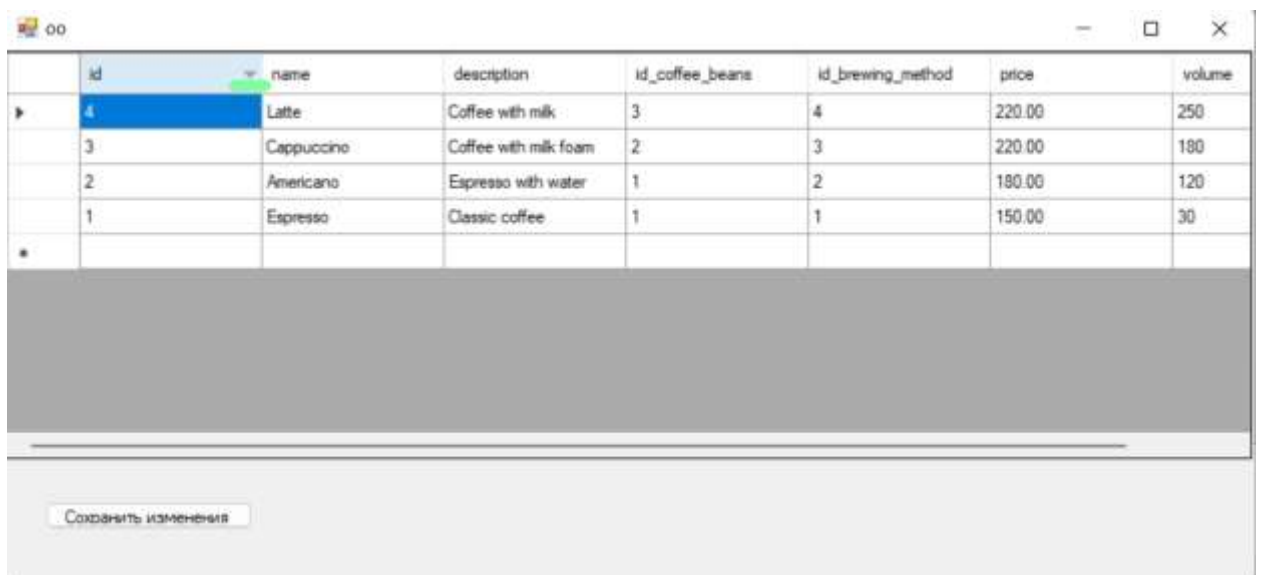 oo
id name description id_coffee_beans id_brewing_method price volume
4 Latte Coffee with milk 3 4 220.00 250
3 Cappuccino Coffee with milk foam 2 3 220.00 180
2 Americano Espresso with water 1 2 180.00 120
1 Espresso Classic coffee 1 1 150.00 30
Сохранить изменения